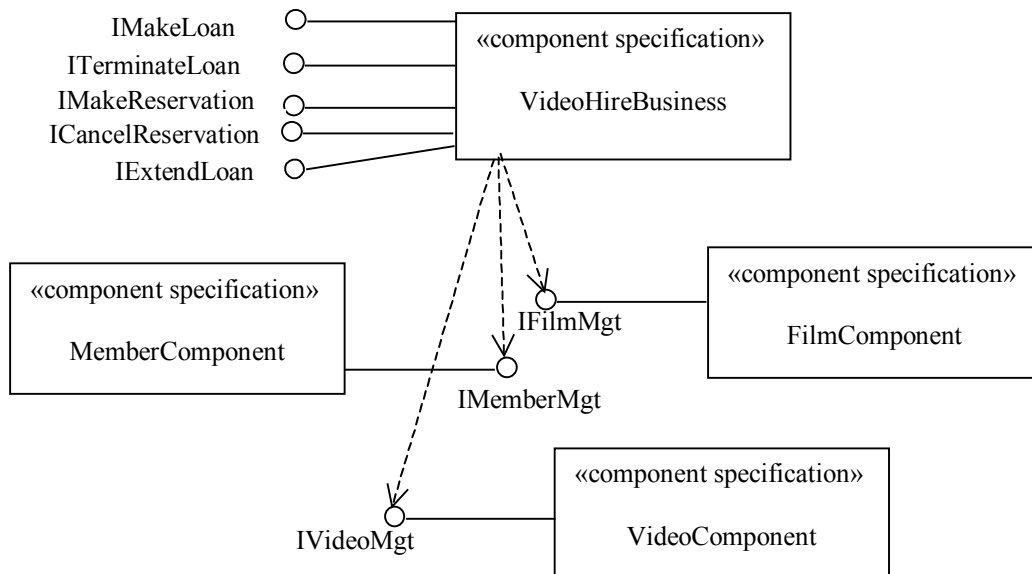 IMakeLoan
ITerminateLoan
IMakeReservation
ICancelReservation
IExtendLoan
«component specification»
VideoHireBusiness
«component specification»
MemberComponent
IFilmMgt
«component specification»
FilmComponent
IMemberMgt
IVideoMgt
«component specification»
VideoComponent